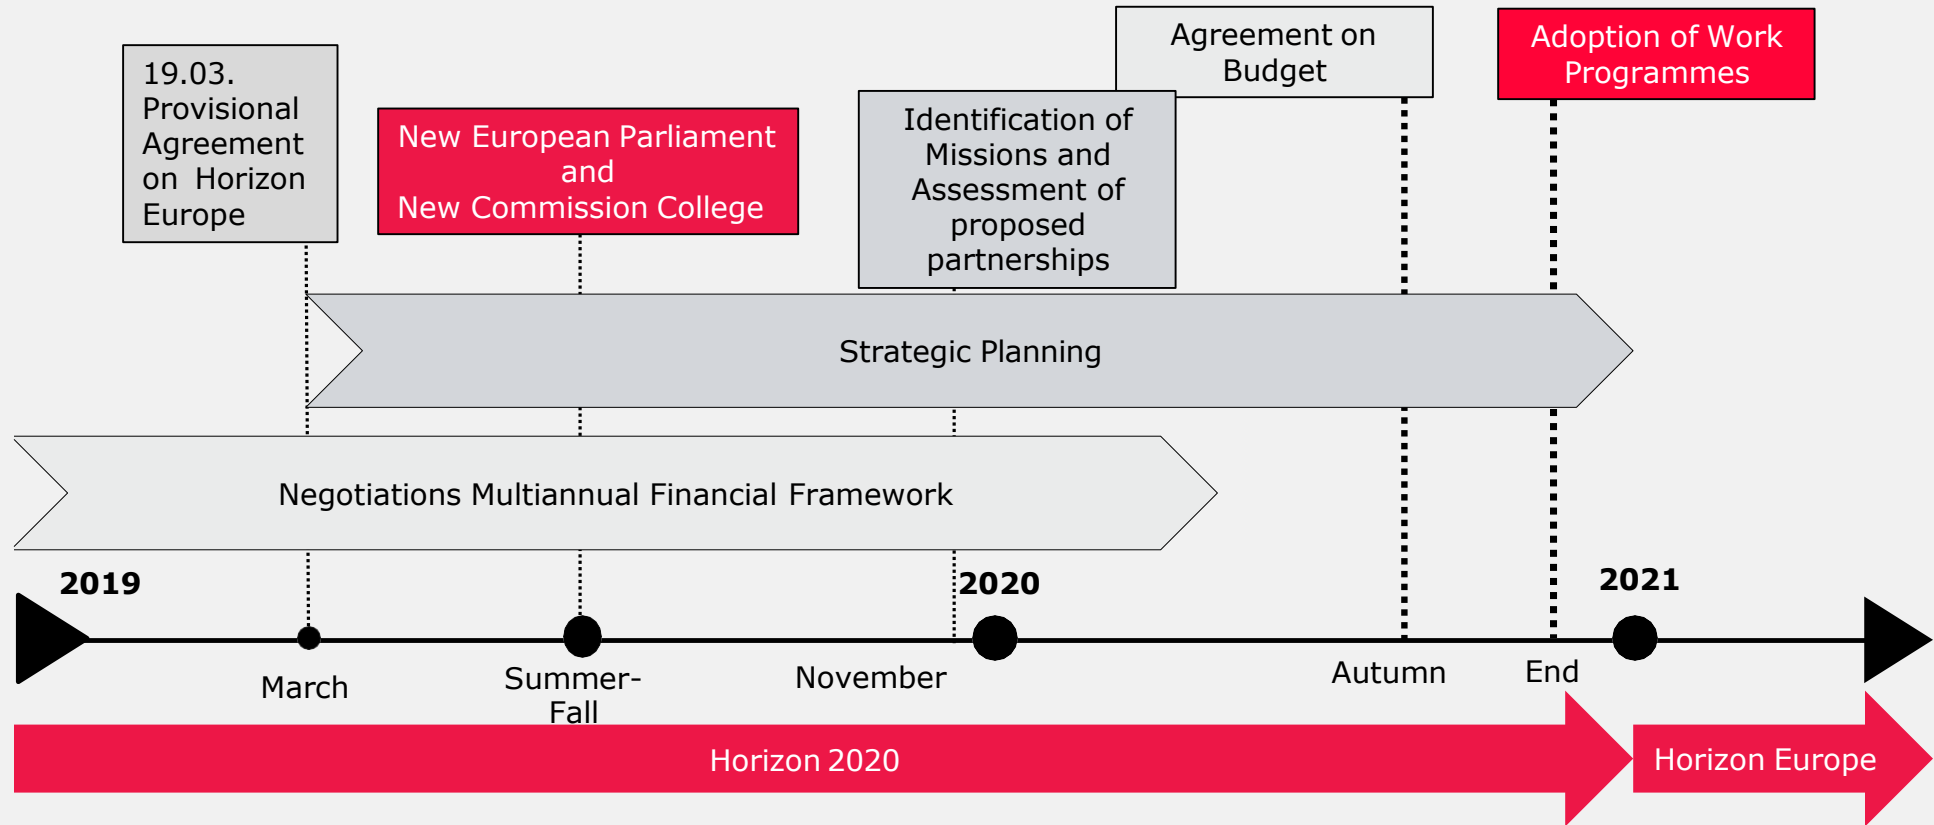 19.03.
Provisional
Agreement
on Horizon
Europe
New European Parliament
and
New Commission College
Identification of
Missions and
Assessment of
proposed
partnerships
Agreement on
Budget
Adoption of Work
Programmes
Strategic Planning
Negotiations Multiannual Financial Framework
2019
2020
2021
March
Summer-
Fall
November
Autumn
End
Horizon 2020
Horizon Europe